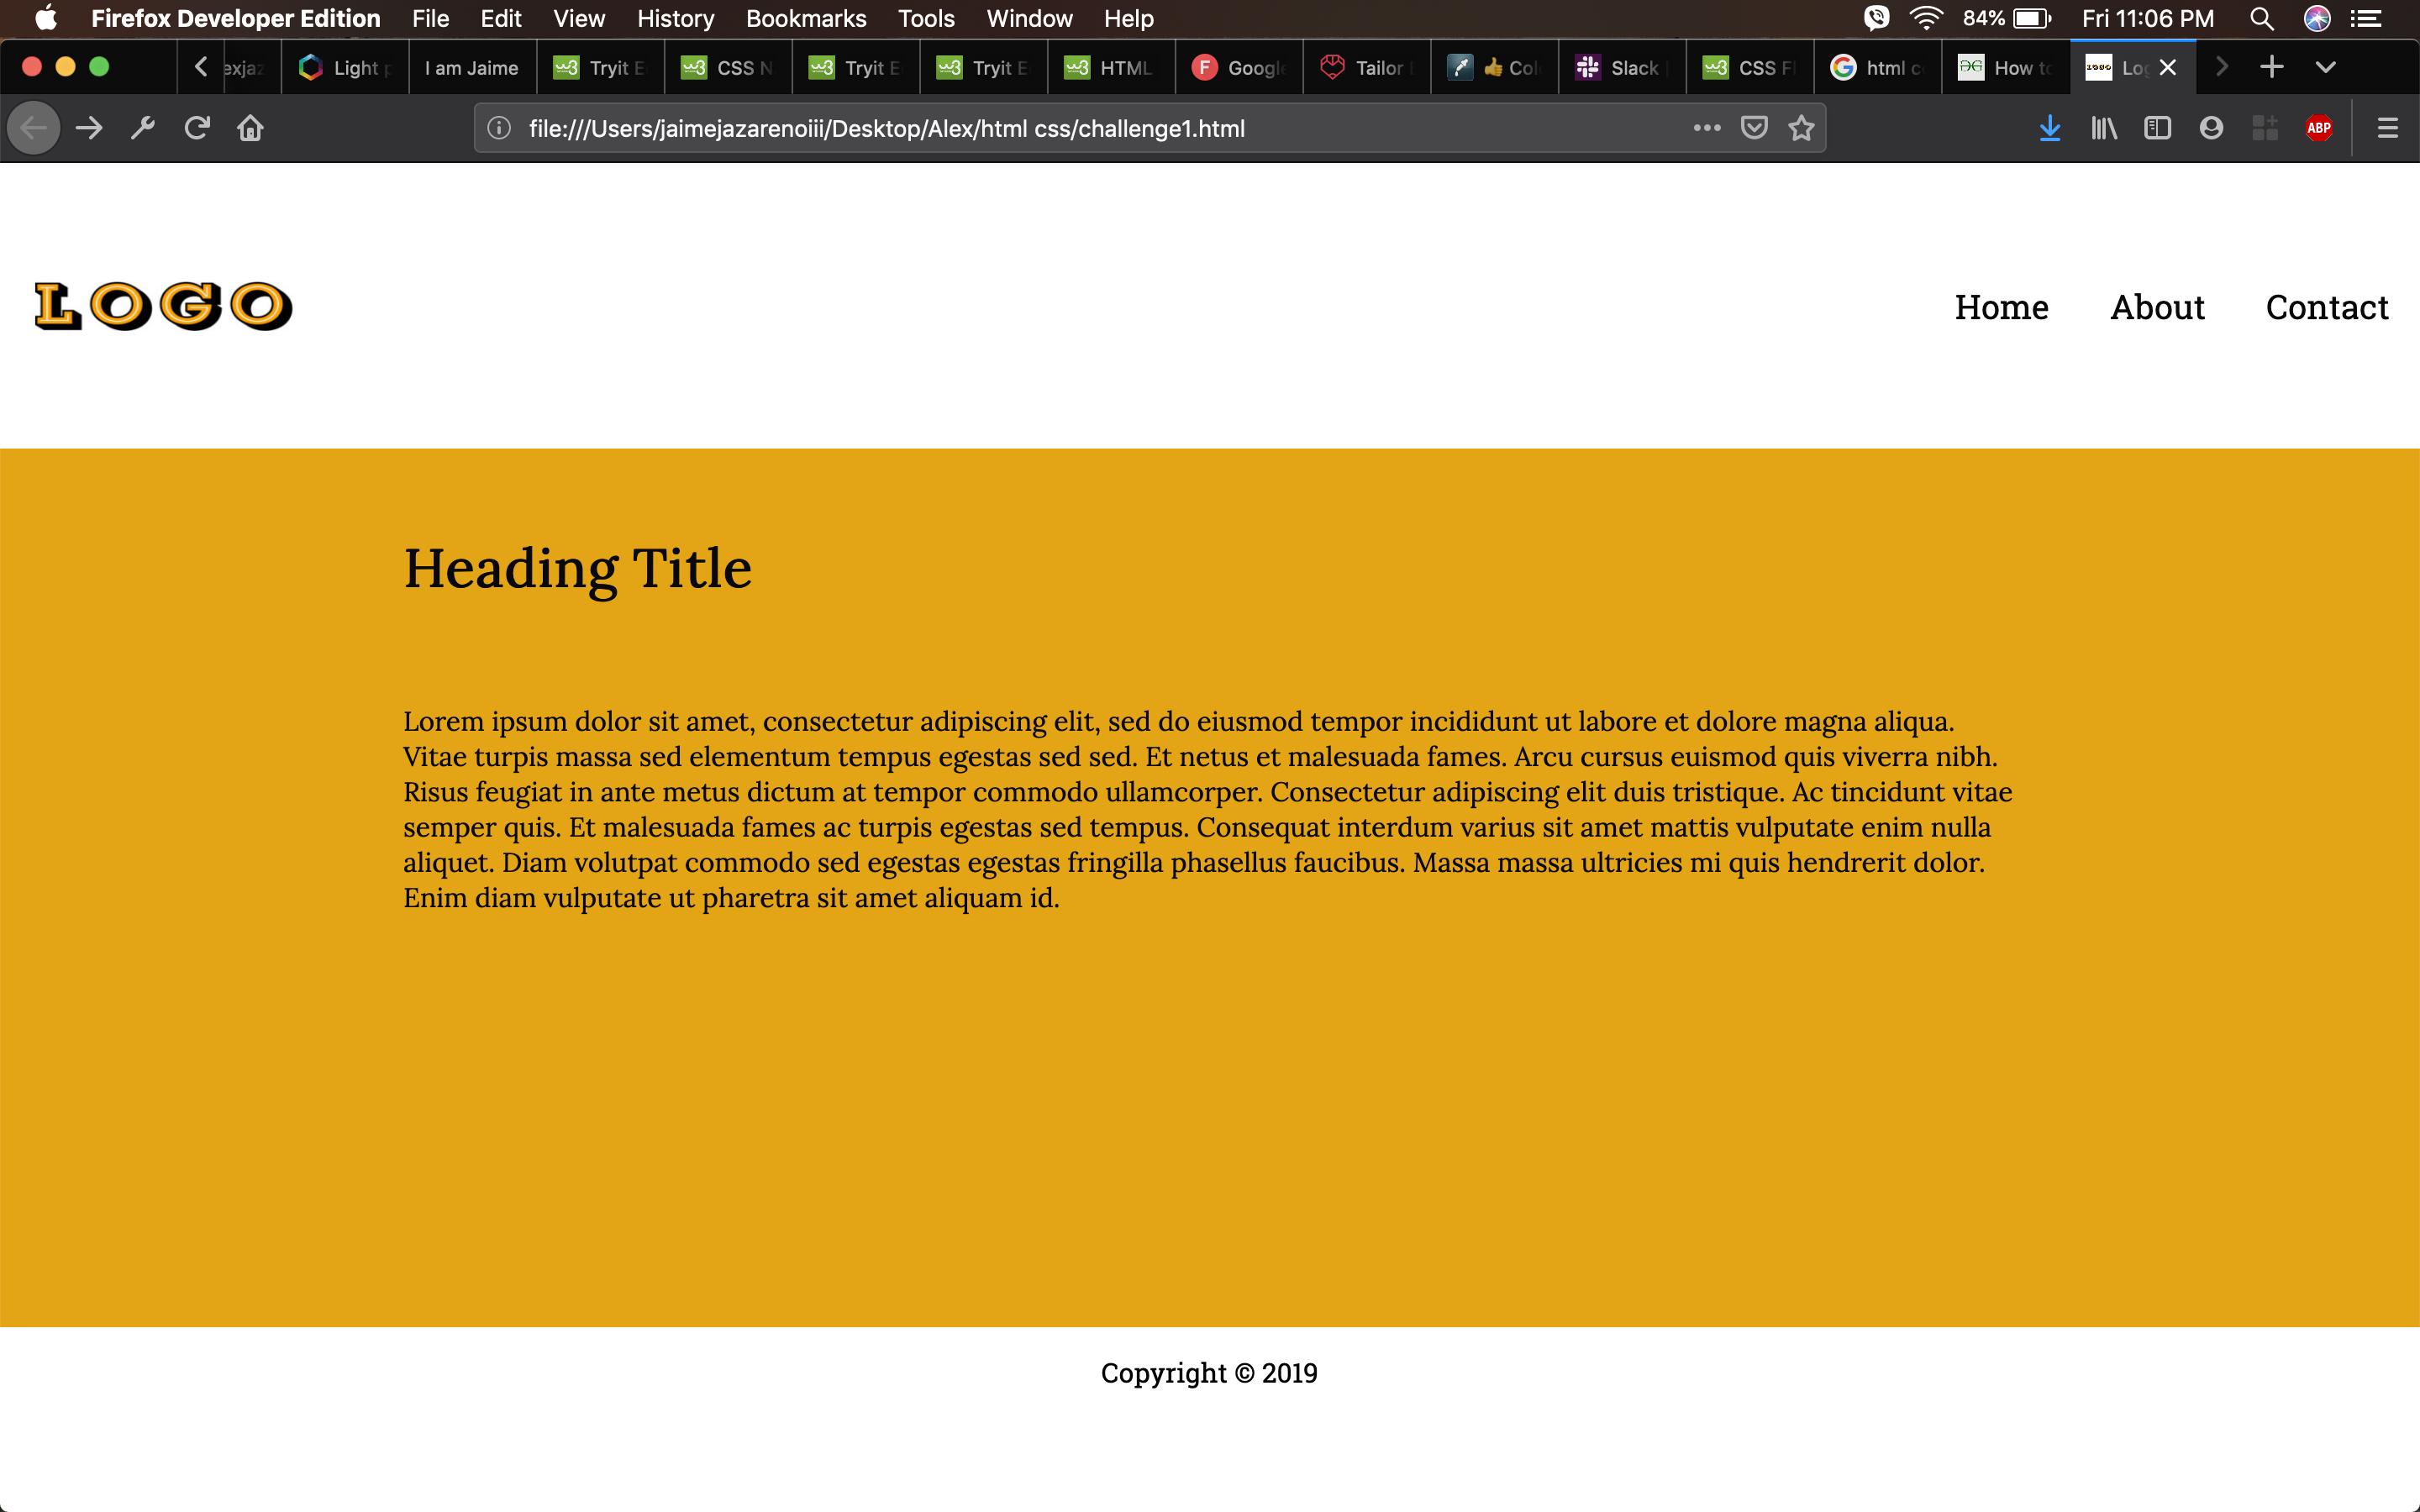 Firefox Developer Edition File Edit View History Bookmarks Tools Window Help 84% Fri 11:06 PM
Light I am Jaime Tryit CSS Tryit Tryit HTML Tailor Slack CSS html How to
file:///Users/jaimejazarenoiii/Desktop/Alex/html css/challenge1.html ABP
LOGO
Home About Contact
Heading Title
Lorem ipsum dolor sit amet, consectetur adipiscing elit, sed do eiusmod tempor incididunt ut labore et dolore magna aliqua.
Vitae turpis massa sed elementum tempus egestas sed sed. Et netus et malesuada fames. Arcu cursus euismod quis viverra nibh.
Risus feugiat in ante metus dictum at tempor commodo ullamcorper. Consectetur adipiscing elit duis tristique. Ac tincidunt vitae
semper quis. Et malesuada fames ac turpis egestas sed tempus. Consequat interdum varius sit amet mattis vulputate enim nulla
aliquet. Diam volutpat commodo sed egestas egestas fringilla phasellus faucibus. Massa massa ultricies mi quis hendrerit dolor.
Enim diam vulputate ut pharetra sit amet aliquam id.
Copyright © 2019